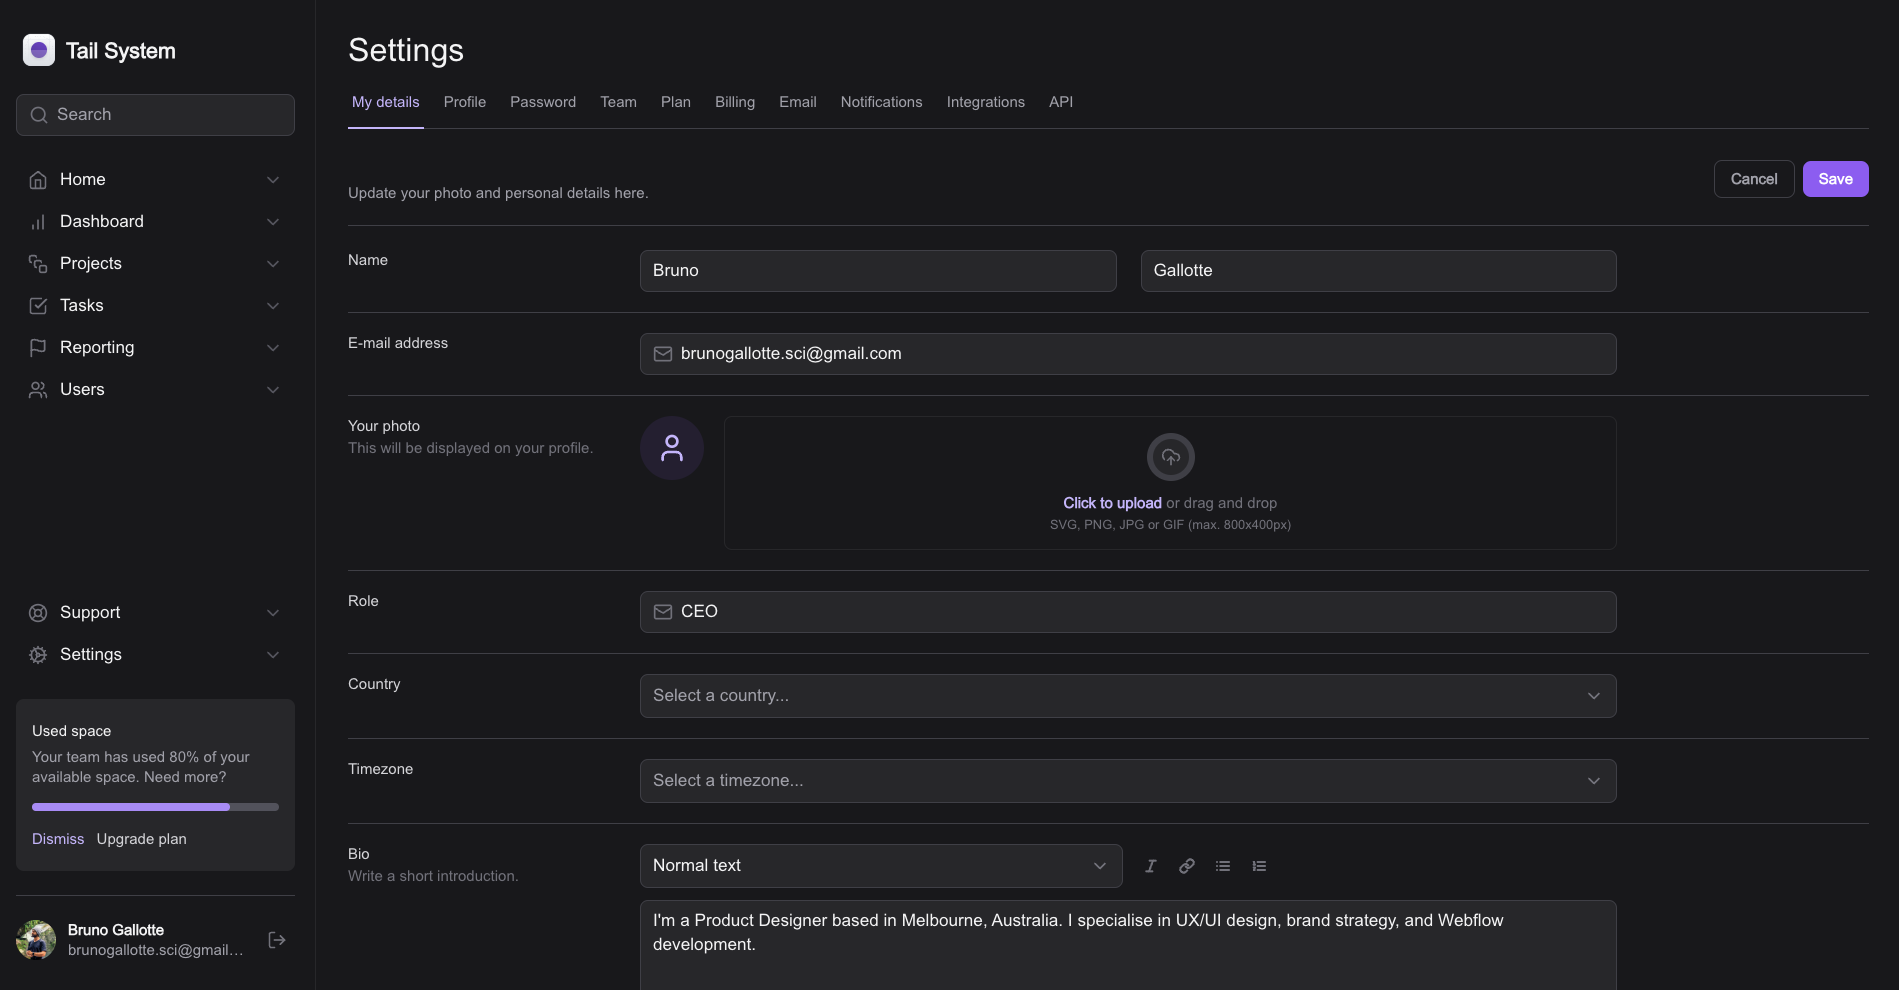 Tail System
Search
Home
Dashboard
Projects
Tasks
Reporting
Users
Support
Settings
Used space
Your team has used 80% of your
available space. Need more?
Dismiss Upgrade plan
Bruno Gallotte
brunogallotte.sci@gmail...
Settings
My details Profile Password Team Plan Billing Email Notifications Integrations API
Update your photo and personal details here.
Cancel Save
Name
Bruno Gallotte
E-mail address
brunogallotte.sci@gmail.com
Your photo
This will be displayed on your profile.
Click to upload or drag and drop
SVG, PNG, JPG or GIF (max. 800x400px)
Role
CEO
Country
Select a country...
Timezone
Select a timezone...
Bio
Write a short introduction.
Normal text
I'm a Product Designer based in Melbourne, Australia. I specialise in UX/UI design, brand strategy, and Webflow
development.